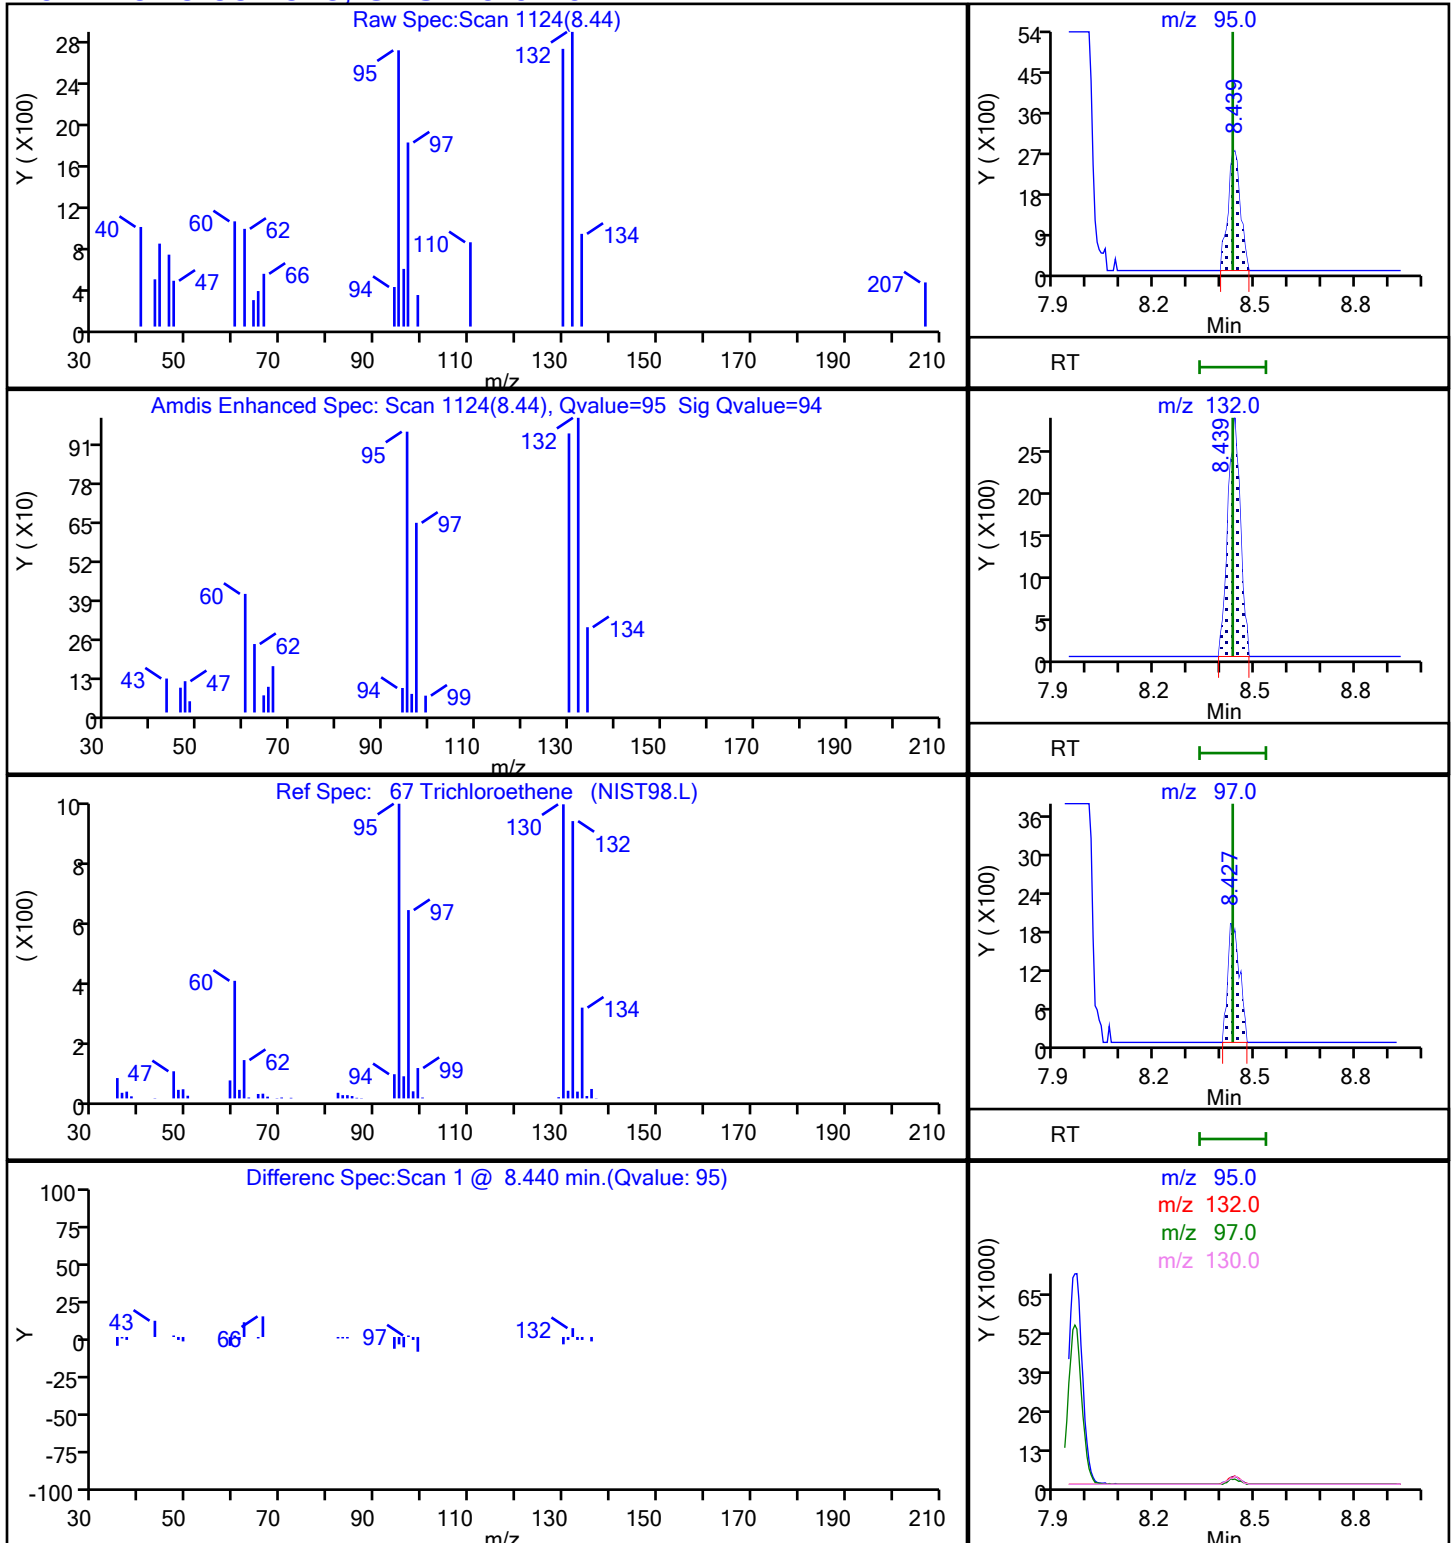 Raw Spec:Scan 1124(8.44)
Y ( X100)
28
24
20
16
12
8
4
0
40
47
60
62
66
94
95
97
110
132
134
207
30 50 70 90 110 130 150 170 190 210
m/z
m/z 95.0
Y ( X100)
54
45
36
27
18
9
0
8.439
7.9 8.2 8.5 8.8
Min
RT
Amdis Enhanced Spec: Scan 1124(8.44), Qvalue=95 Sig Qvalue=94
Y ( X10)
91
78
65
52
39
26
13
0
43
47
60
62
94
95
97
99
132
134
30 50 70 90 110 130 150 170 190 210
m/z
m/z 132.0
Y ( X100)
25
20
15
10
5
0
8.439
7.9 8.2 8.5 8.8
Min
RT
Ref Spec: 67 Trichloroethene (NIST98.L)
( X100)
10
8
6
4
2
0
47
60
62
94
95
97
99
130
132
134
30 50 70 90 110 130 150 170 190 210
m/z 97.0
Y ( X100)
36
30
24
18
12
6
0
8.427
7.9 8.2 8.5 8.8
Min
RT
Differenc Spec:Scan 1 @ 8.440 min.(Qvalue: 95)
Y
100
75
50
25
0
-25
-50
-75
-100
43
66
97
132
30 50 70 90 110 130 150 170 190 210
m/z
m/z 95.0
m/z 132.0
m/z 97.0
m/z 130.0
Y ( X1000)
65
52
39
26
13
0
7.9 8.2 8.5 8.8
Min